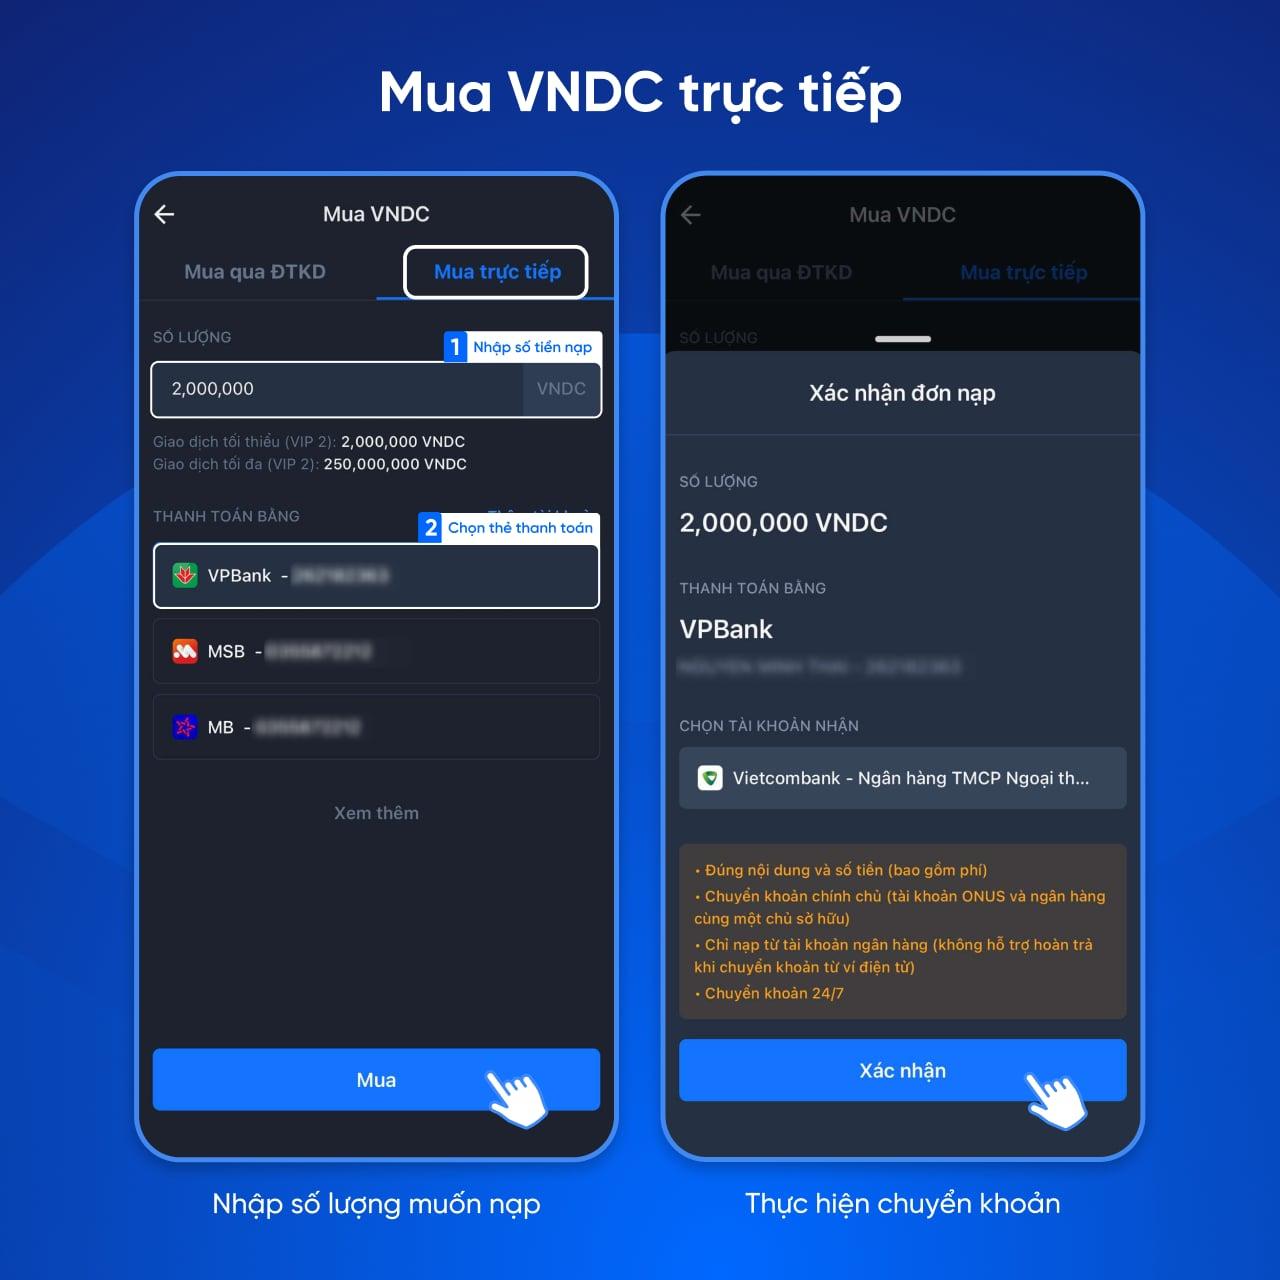 Mua VNDC trực tiếp
Mua VNDC
Mua qua ĐTKD
Mua trực tiếp
SỐ LƯỢNG
1 Nhập số tiền nạp
2,000,000
VNDC
Giao dịch tối thiểu (VIP 2): 2,000,000 VNDC
Giao dịch tối đa (VIP 2): 250,000,000 VNDC
THANH TOÁN BẰNG
2 Chọn thẻ thanh toán
VPBank -
MSB -
MB -
Xem thêm
Mua
Nhập số lượng muốn nạp
Mua VNDC
Mua qua ĐTKD
Mua trực tiếp
SỐ LƯỢNG
Xác nhận đơn nạp
SỐ LƯỢNG
2,000,000 VNDC
THANH TOÁN BẰNG
VPBank
CHỌN TÀI KHOẢN NHẬN
Vietcombank - Ngân hàng TMCP Ngoại th...
• Đúng nội dung và số tiền (bao gồm phí)
• Chuyển khoản chính chủ (tài khoản ONUS và ngân hàng
cùng một chủ sở hữu)
• Chỉ nạp từ tài khoản ngân hàng (không hỗ trợ hoàn trả
khi chuyển khoản từ ví điện tử)
• Chuyển khoản 24/7
Xác nhận
Thực hiện chuyển khoản